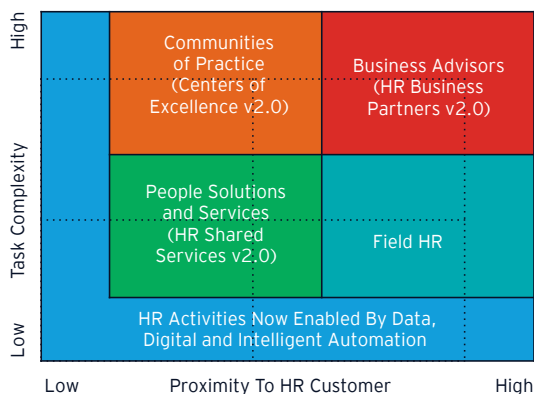 High
Task Complexity
Low
Communities
of Practice
(Centers of
Excellence v2.0)
Business Advisors
(HR Business
Partners v2.0)
People Solutions
and Services
(HR Shared
Services v2.0)
Field HR
HR Activities Now Enabled By Data,
Digital and Intelligent Automation
Low
Proximity To HR Customer
High